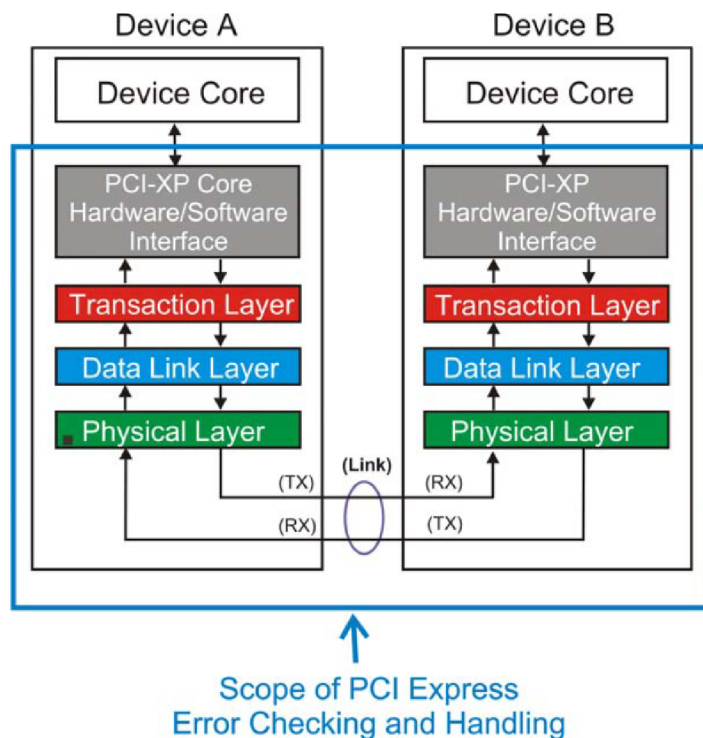 Device A
Device B
Device Core
Device Core
PCI-XP Core
Hardware/Software
Interface
PCI-XP
Hardware/Software
Interface
Transaction Layer
Transaction Layer
Data Link Layer
Data Link Layer
Physical Layer
Physical Layer
(Link)
(TX)
(RX)
(RX)
(TX)
Scope of PCI Express
Error Checking and Handling